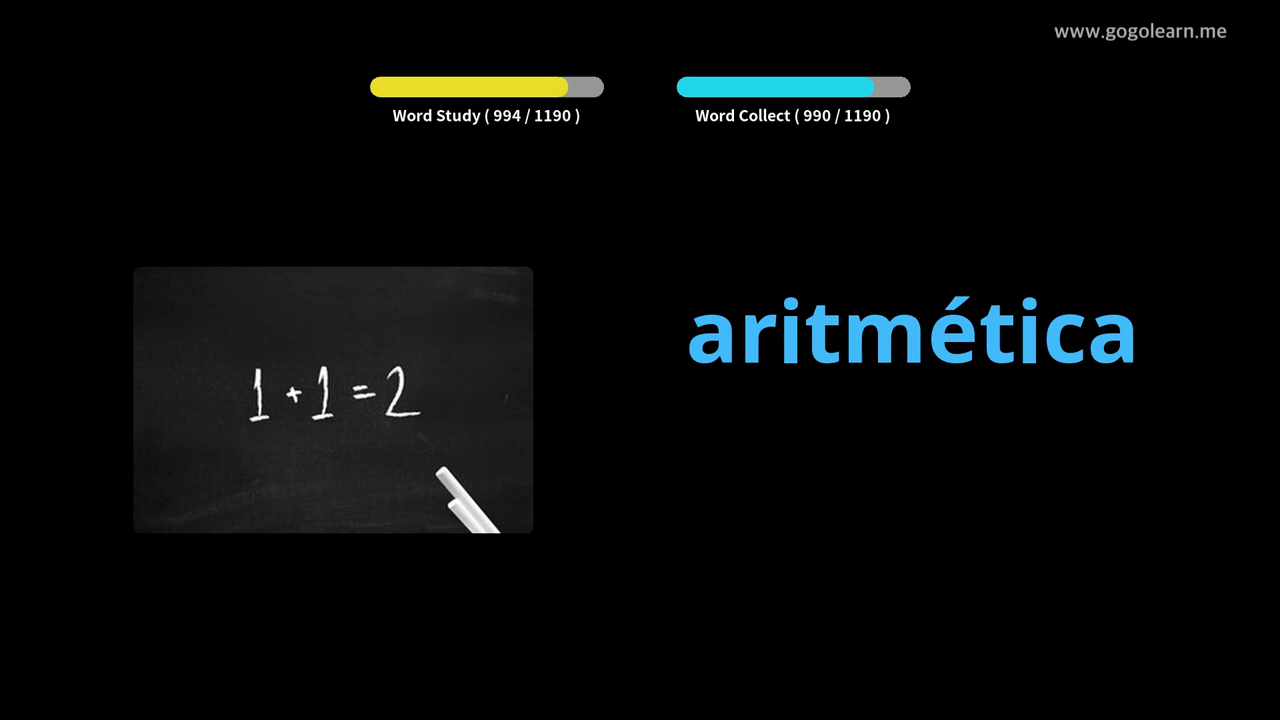 www.gogolearn.me
Word Study ( 994 / 1190 )
Word Collect ( 990 / 1190 )
aritmética
1 + 1 = 2